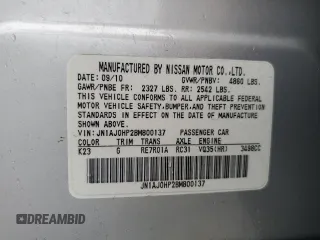 MANUFACTURED BY NISSAN MOTOR CO.,LTD.
DATE: 09/10 GVWR/PNBV: 4860 LBS.
GAWR/PNBE FR: 2327 LBS. RR: 2542 LBS.
THIS VEHICLE CONFORMS TO ALL APPLICABLE FEDERAL
MOTOR VEHICLE SAFETY,BUMPER,AND THEFT PREVENTION
STANDARDS IN EFFECT ON THE DATE OF MANUFACTURE
SHOWN ABOVE.
VIN: JN1AJ0HP2BM800137 PASSENGER CAR
COLOR TRIM TRANS AXLE ENGINE
K23 G RE7R01A RC31 VQ35(HR) 3498CC
JN1AJ0HP2BM800137